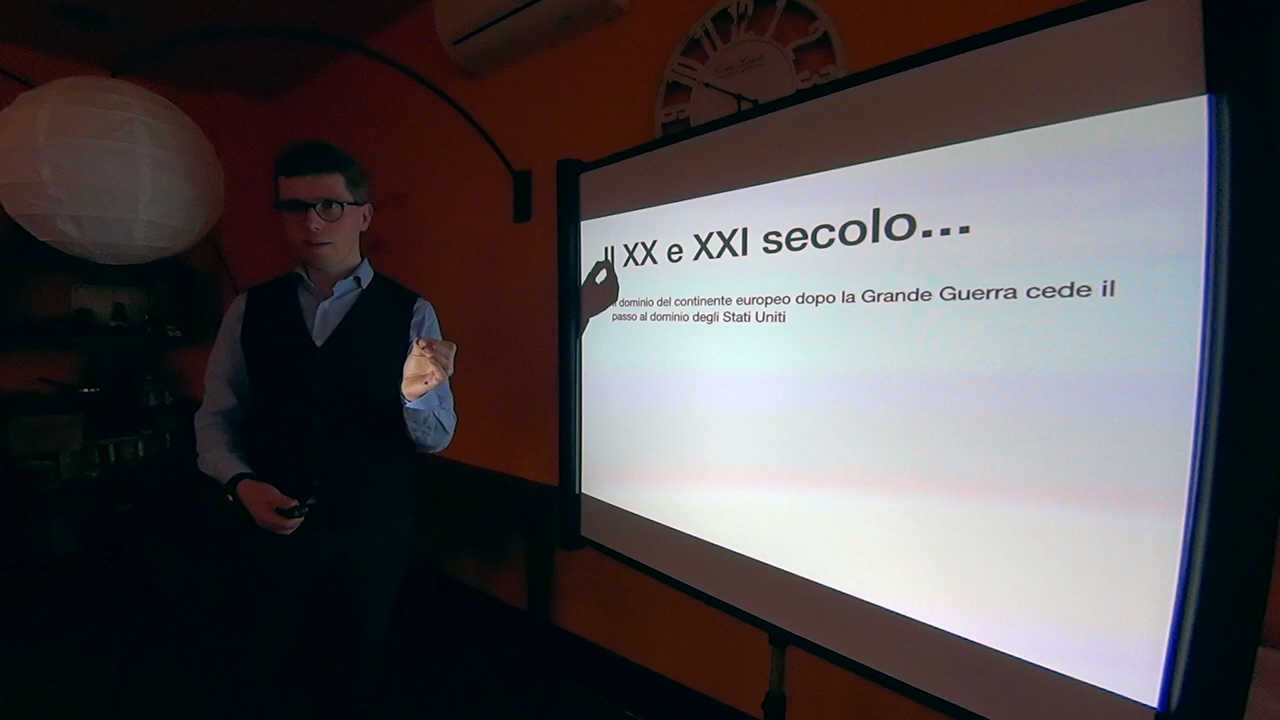 Il XX e XXI secolo...
Il dominio del continente europeo dopo la Grande Guerra cede il
passo al dominio degli Stati Uniti